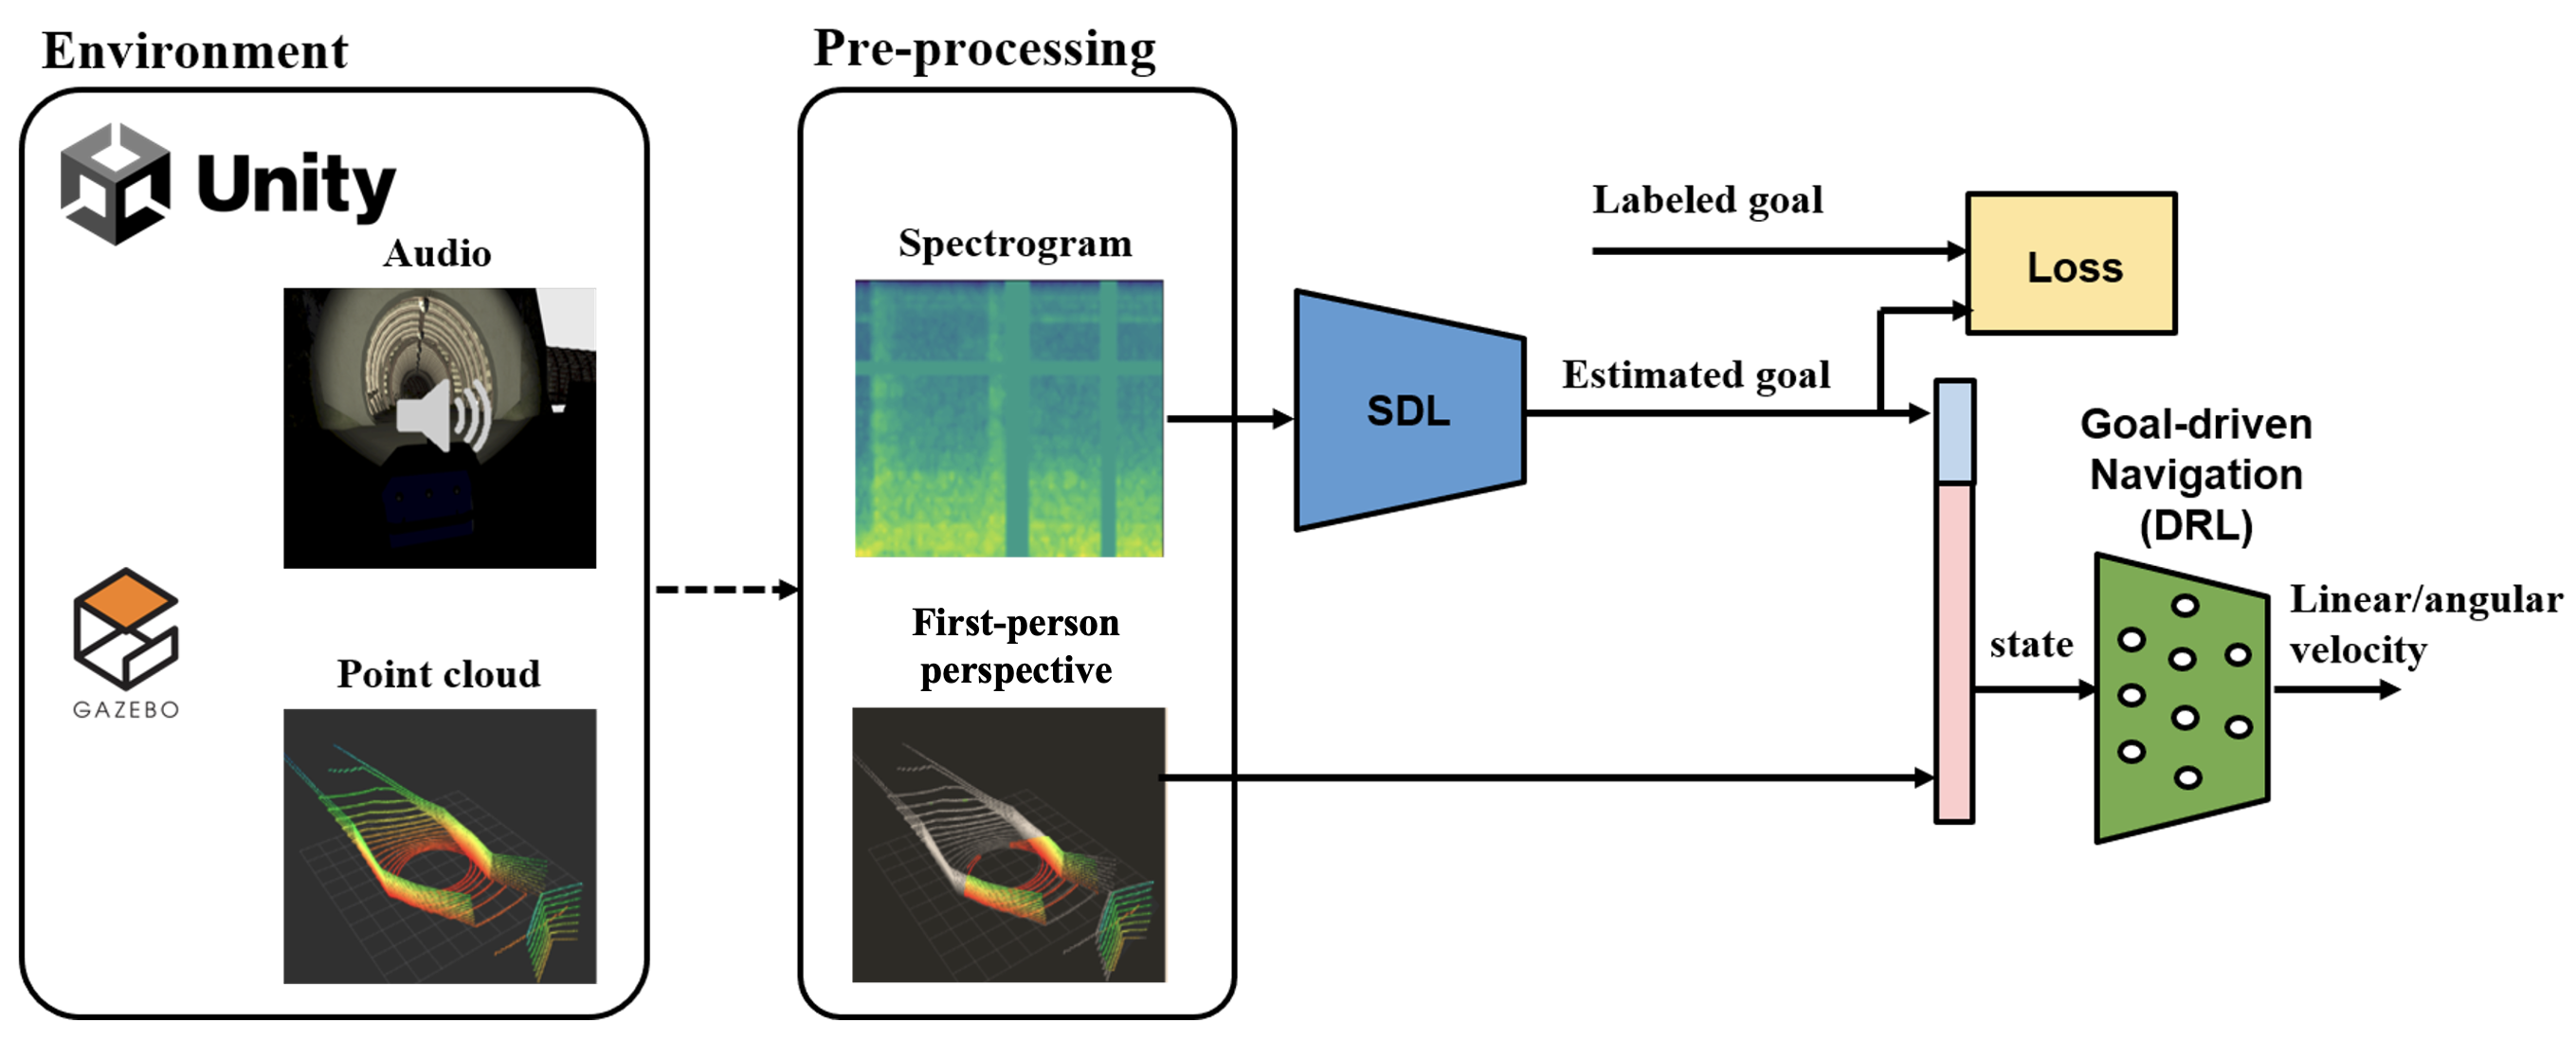 Environment
Unity
Audio
GAZEBO
Point cloud
Pre-processing
Spectrogram
First-person
perspective
SDL
Labeled goal
Estimated goal
Loss
Goal-driven
Navigation
(DRL)
state
Linear/angular
velocity